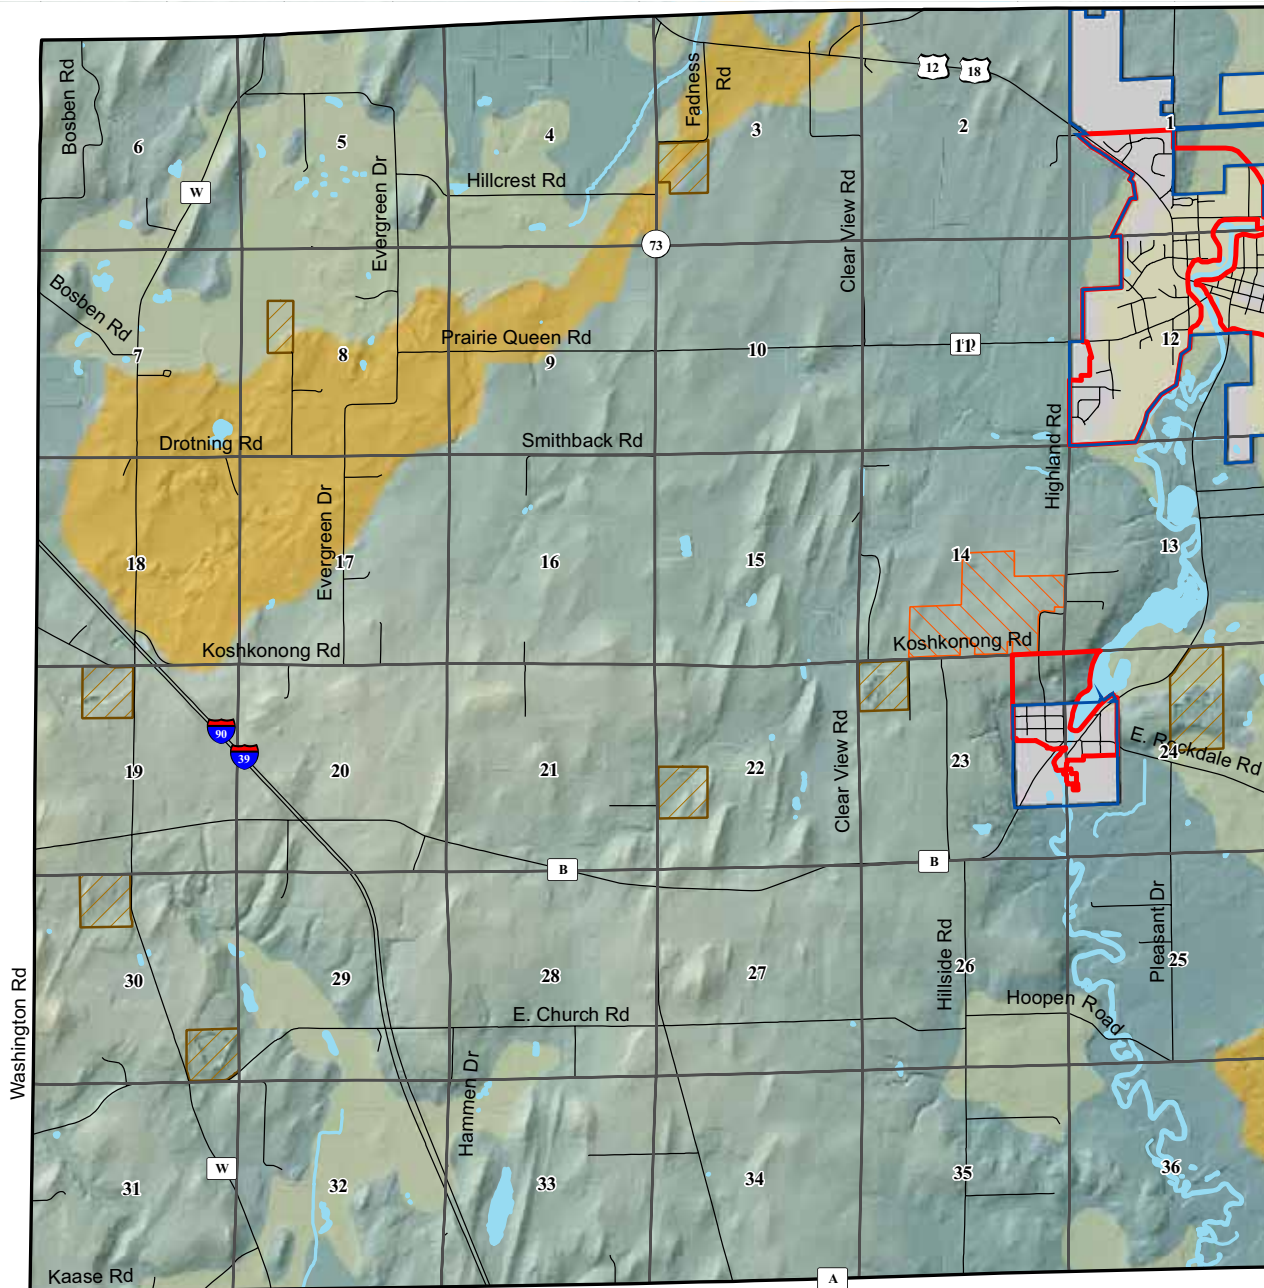 Bosben Rd
Fadness
Rd
12
18
6
5
4
3
2
1
W
Evergreen Dr
Hillcrest Rd
Clear View Rd
73
Bosben Rd
Prairie Queen Rd
7
8
9
10
11
12
Drotning Rd
Smithback Rd
Highland Rd
Evergreen Dr
18
17
16
15
14
13
Koshkonong Rd
Koshkonong Rd
90
39
19
20
21
22
Clear View Rd
23
24
E. Rockdale Rd
B
B
Washington Rd
30
29
28
27
Hillside Rd
26
Pleasant Dr
25
E. Church Rd
Hoopen Road
Hammen Dr
W
31
32
33
34
35
36
Kaase Rd
A